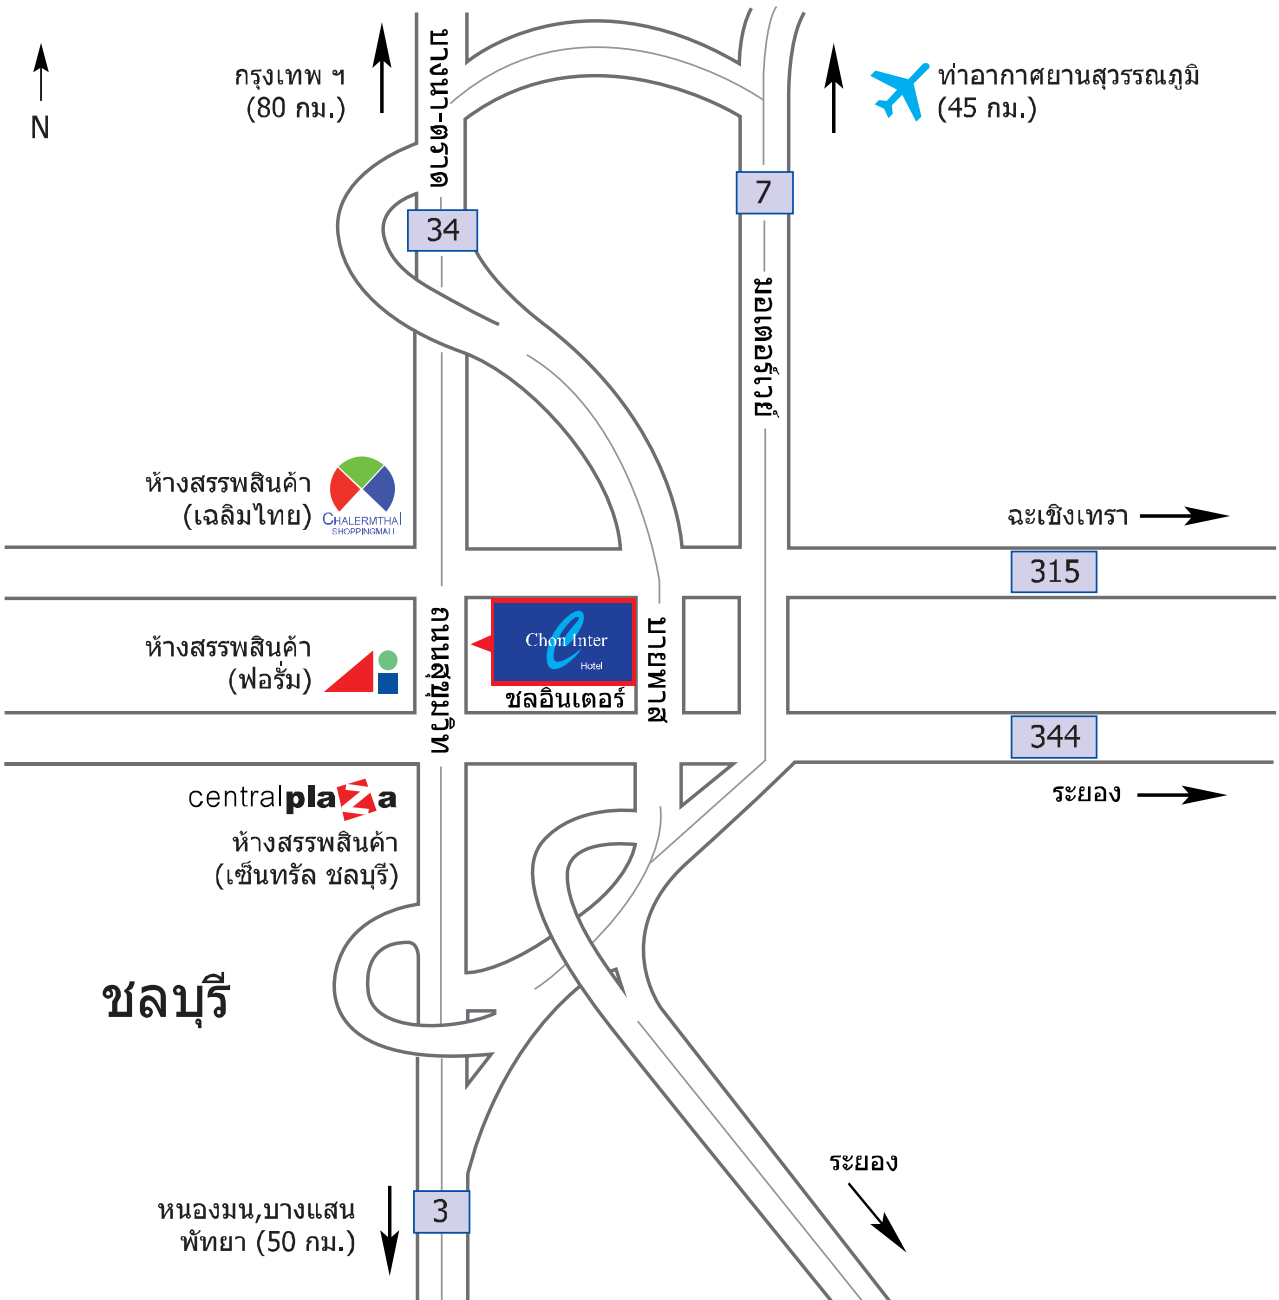 กรุงเทพ ฯ
(80 กม.)
บางนา-ตราด
ท่าอากาศยานสุวรรณภูมิ
(45 กม.)
N
7
34
มอเตอร์เวย์
ห้างสรรพสินค้า
(เฉลิมไทย)
CHALERMTHAI
SHOPPINGMALL
ฉะเชิงเทรา
315
ห้างสรรพสินค้า
(ฟอรั่ม)
ถนนสุขุมวิท
Chon Inter
Hotel
ชลอินเตอร์
บายพาส
344
ระยอง
centralplaza
ห้างสรรพสินค้า
(เซ็นทรัล ชลบุรี)
ชลบุรี
ระยอง
หนองมน,บางแสน
พัทยา (50 กม.)
3